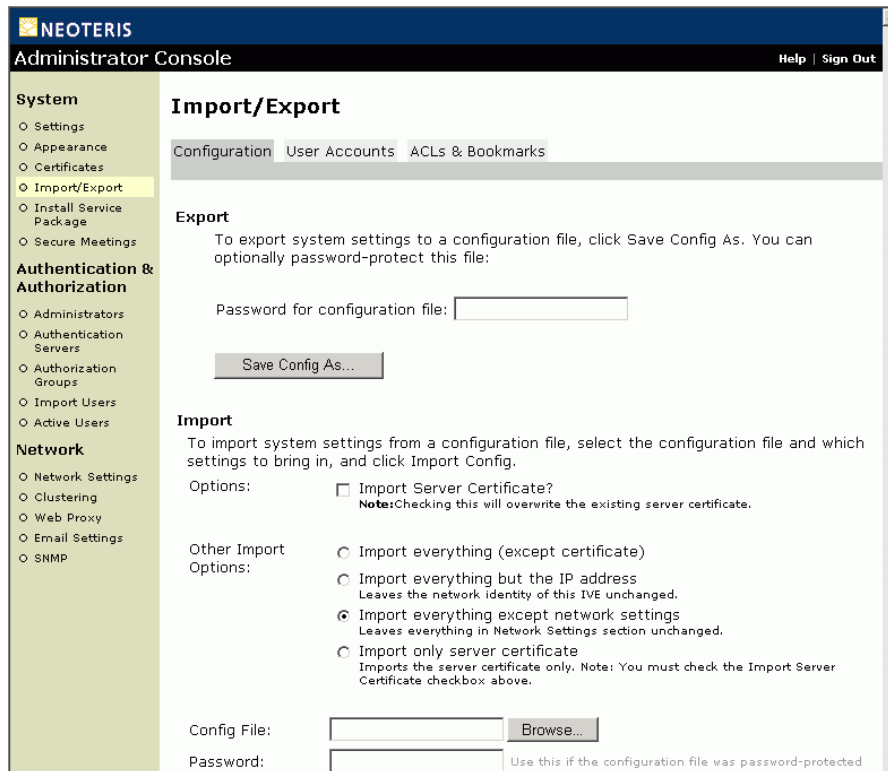 NEOTERIS
Administrator Console
Help | Sign Out
System
Settings
Appearance
Certificates
Import/Export
Install Service
Package
Secure Meetings
Authentication &
Authorization
Administrators
Authentication
Servers
Authorization
Groups
Import Users
Active Users
Network
Network Settings
Clustering
Web Proxy
Email Settings
SNMP
Import/Export
Configuration User Accounts ACLs & Bookmarks
Export
To export system settings to a configuration file, click Save Config As. You can
optionally password-protect this file:
Password for configuration file:
Save Config As...
Import
To import system settings from a configuration file, select the configuration file and which
settings to bring in, and click Import Config.
Options:
Import Server Certificate?
Note:Checking this will overwrite the existing server certificate.
Other Import
Options:
Import everything (except certificate)
Import everything but the IP address
Leaves the network identity of this IVE unchanged.
Import everything except network settings
Leaves everything in Network Settings section unchanged.
Import only server certificate
Imports the server certificate only. Note: You must check the Import Server
Certificate checkbox above.
Config File:
Browse...
Password:
Use this if the configuration file was password-protected